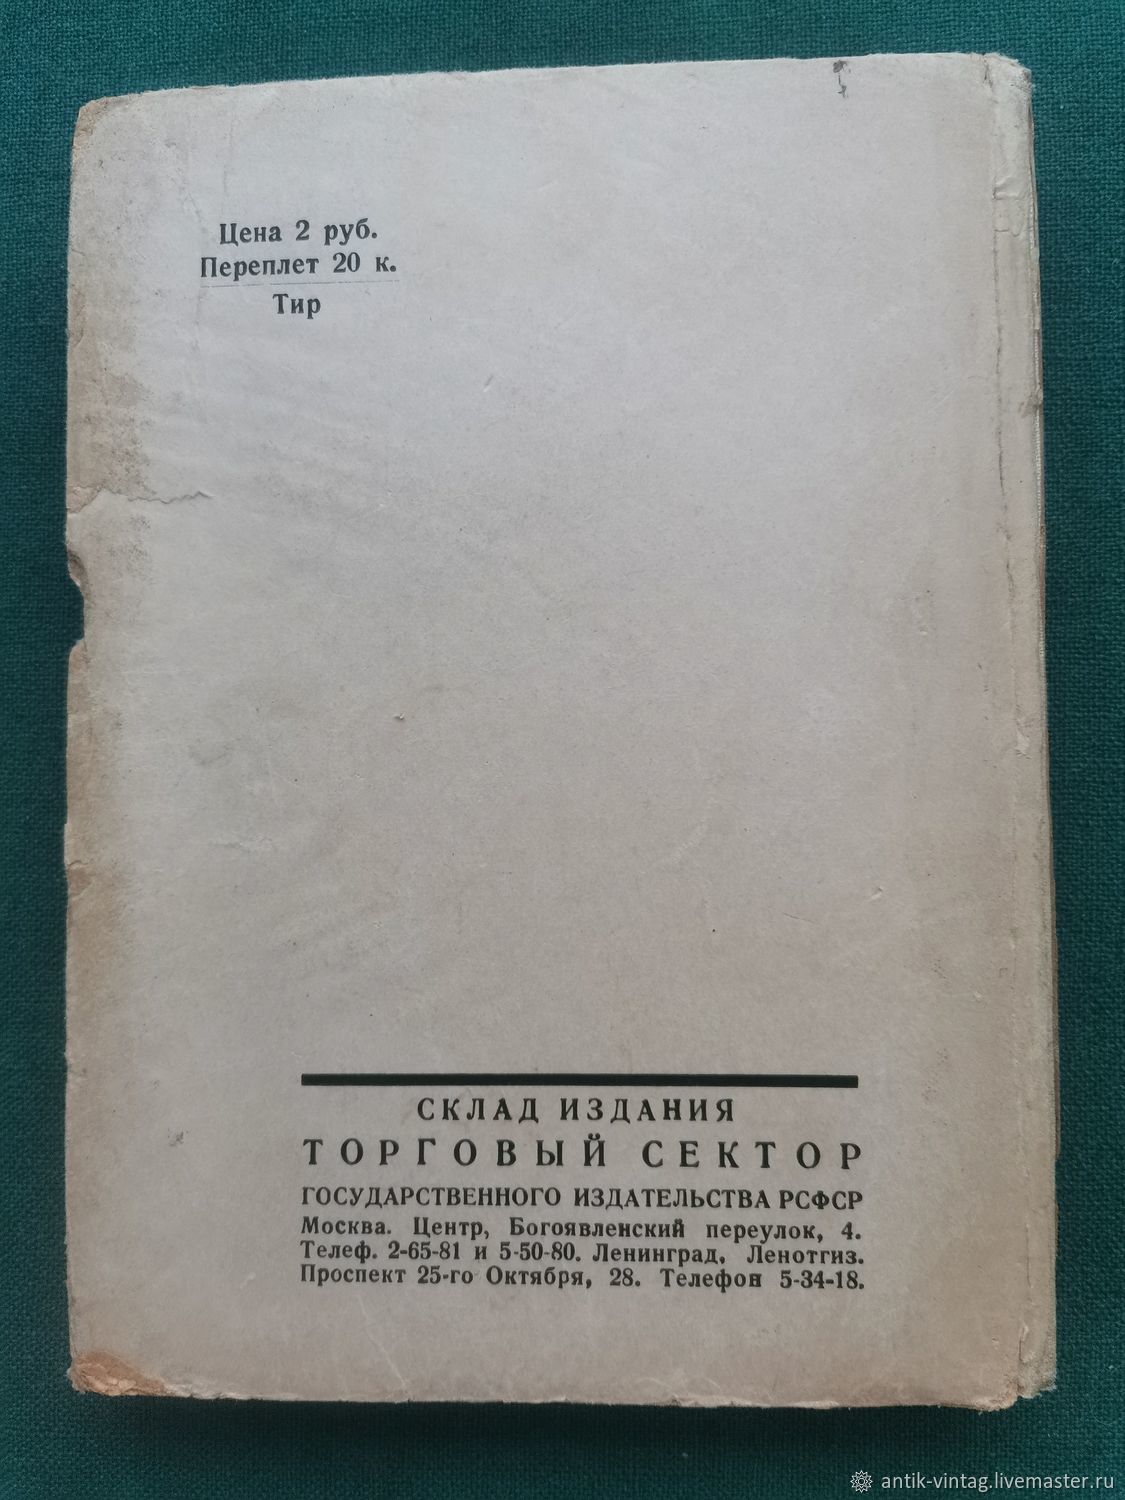 Цена 2 руб.
Переплет 20 к.
Тир
СКЛАД ИЗДАНИЯ
ТОРГОВЫЙ СЕКТОР
ГОСУДАРСТВЕННОГО ИЗДАТЕЛЬСТВА РСФСР
Москва. Центр, Богоявленский переулок, 4.
Телеф. 2-65-81 и 5-50-80. Ленинград, Ленотгиз.
Проспект 25-го Октября, 28. Телефон 5-34-18.
antik-vintag.livemaster.ru